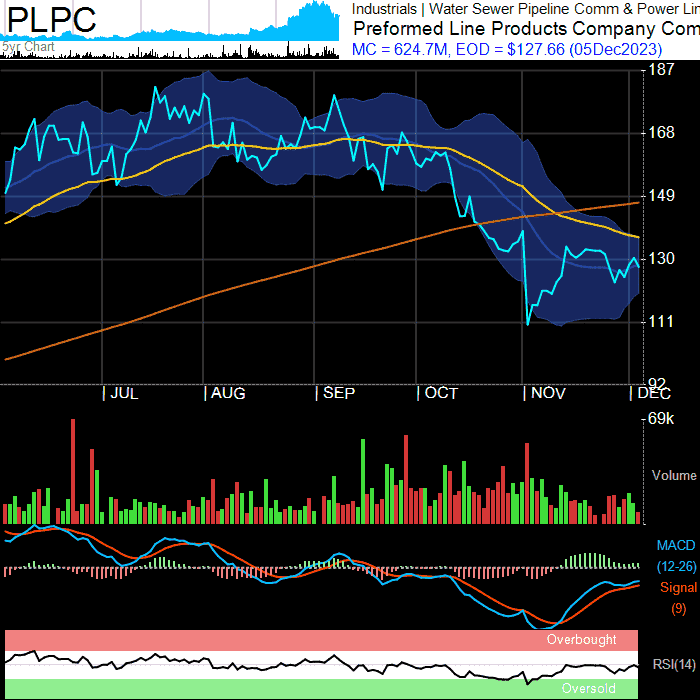 PLPC
5yr Chart
Industrials | Water Sewer Pipeline Comm & Power Lin
Preformed Line Products Company Com
MC = 624.7M, EOD = $127.66 (05Dec2023)
187
168
149
130
111
92
JUL AUG SEP OCT NOV DEC
69k
Volume
MACD
(12-26)
Signal
(9)
Overbought
RSI(14)
Oversold